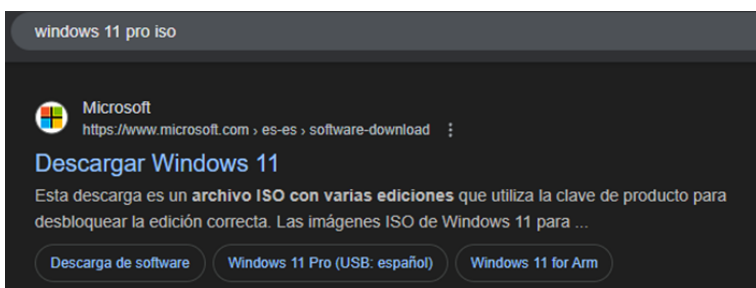 windows 11 pro iso
Microsoft
https://www.microsoft.com › es-es › software-download
Descargar Windows 11
Esta descarga es un archivo ISO con varias ediciones que utiliza la clave de producto para
desbloquear la edición correcta. Las imágenes ISO de Windows 11 para ...
Descarga de software Windows 11 Pro (USB: español) Windows 11 for Arm